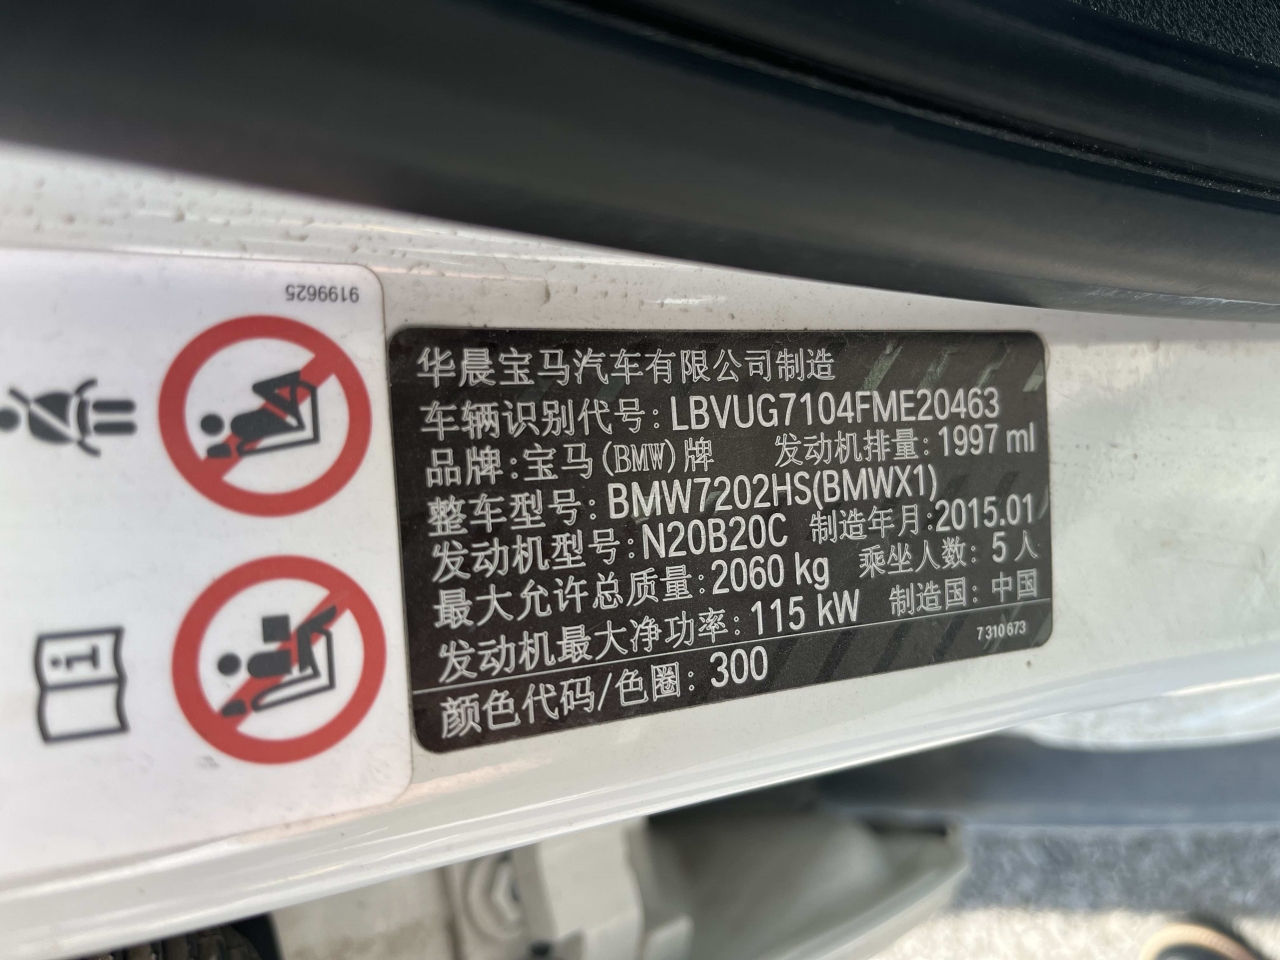 9199625
华晨宝马汽车有限公司制造
车辆识别代号: LBVUG7104FME20463
品牌:宝马(BMW)牌 发动机排量: 1997 ml
整车型号: BMW7202HS(BMWX1)
发动机型号: N20B20C 制造年月:2015.01
最大允许总质量: 2060 kg 乘坐人数: 5 人
发动机最大净功率: 115 kW 制造国: 中国
颜色代码/色圈: 300 7 310 673